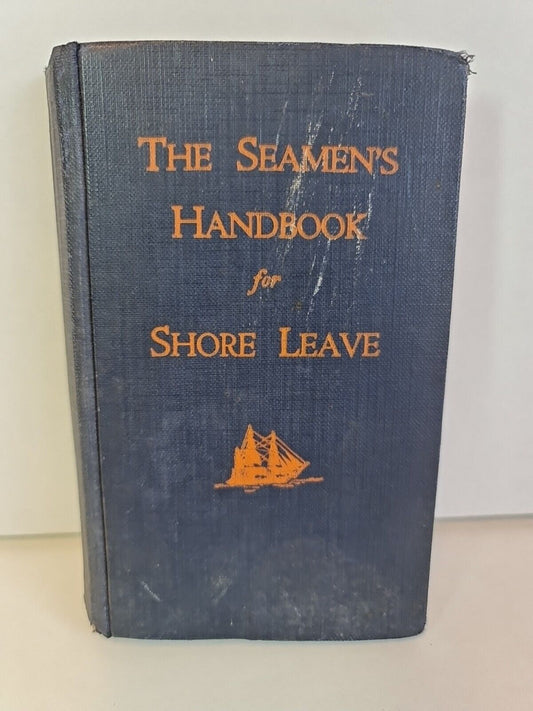 THE SEAMEN'S
HANDBOOK
for
SHORE LEAVE